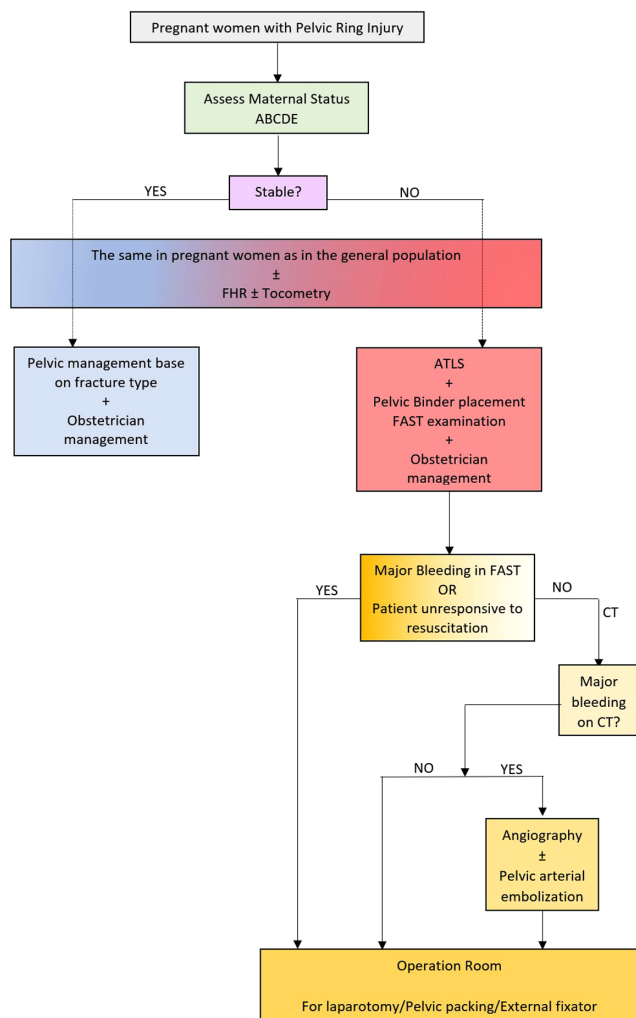 Pregnant women with Pelvic Ring Injury
Assess Maternal Status
ABCDE
YES
Stable?
NO
The same in pregnant women as in the general population
±
FHR ± Tocometry
Pelvic management base
on fracture type
+
Obstetrician
management
ATLS
+
Pelvic Binder placement
FAST examination
+
Obstetrician
management
YES
Major Bleeding in FAST
OR
Patient unresponsive to
resuscitation
NO
CT
Major
bleeding
on CT?
NO
YES
Angiography
±
Pelvic arterial
embolization
Operation Room
For laparotomy/Pelvic packing/External fixator